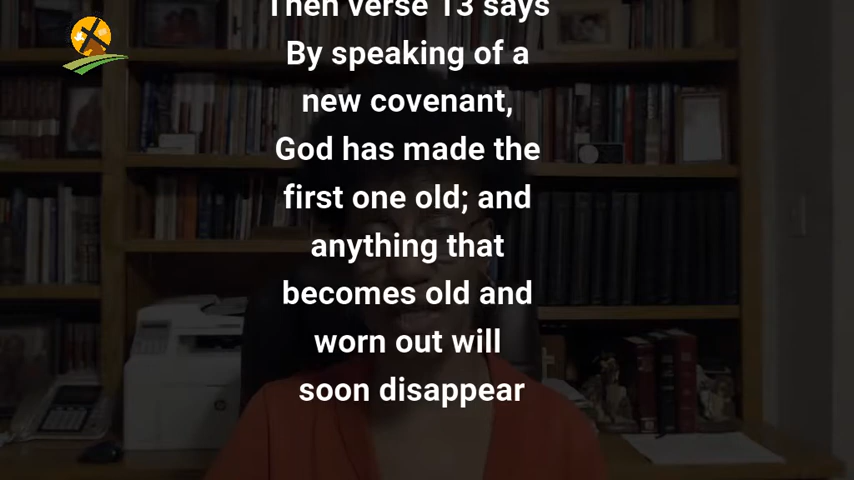 Then verse 13 says
By speaking of a
new covenant,
God has made the
first one old; and
anything that
becomes old and
worn out will
soon disappear